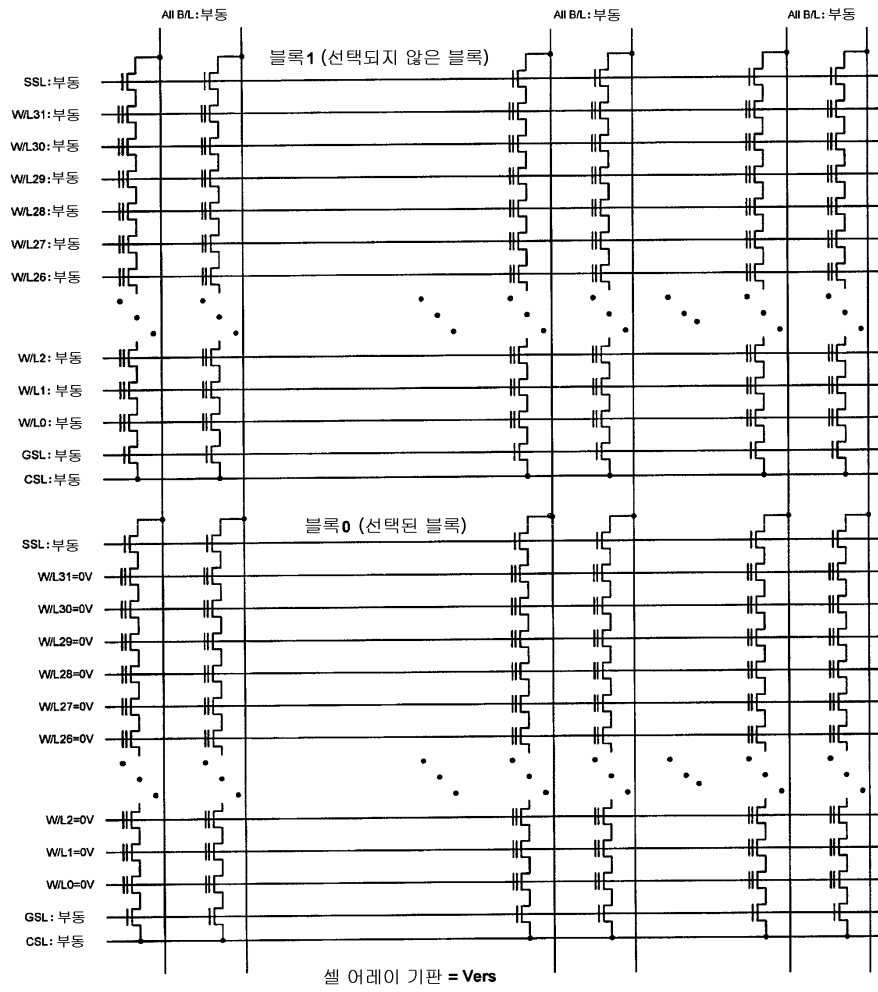 All B/L: 부동 All B/L: 부동 All B/L: 부동
블록1 (선택되지 않은 블록)
SSL: 부동
W/L31: 부동
W/L30: 부동
W/L29: 부동
W/L28: 부동
W/L27: 부동
W/L26: 부동
W/L2: 부동
W/L1: 부동
W/L0: 부동
GSL: 부동
CSL: 부동
블록0 (선택된 블록)
SSL: 부동
W/L31=0V
W/L30=0V
W/L29=0V
W/L28=0V
W/L27=0V
W/L26=0V
W/L2=0V
W/L1=0V
W/L0=0V
GSL: 부동
CSL: 부동
셀 어레이 기판 = Vers